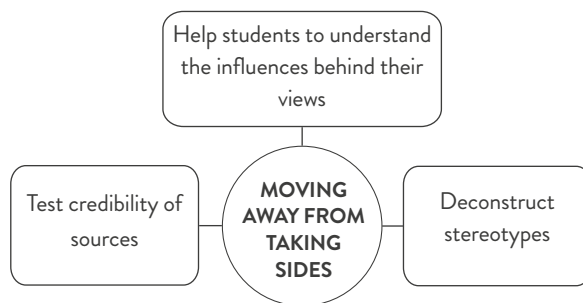 Help students to understand
the influences behind their
views
Test credibility of
sources
MOVING
AWAY FROM
TAKING
SIDES
Deconstruct
stereotypes